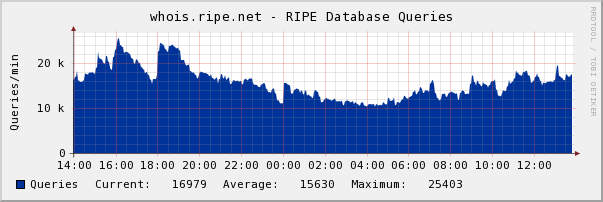 whois.ripe.net - RIPE Database Queries
RRDTOOL / TOBI OETIKER
Queries/min
20 k
10 k
0
14:00 16:00 18:00 20:00 22:00 00:00 02:00 04:00 06:00 08:00 10:00 12:00
Queries Current: 16979 Average: 15630 Maximum: 25403